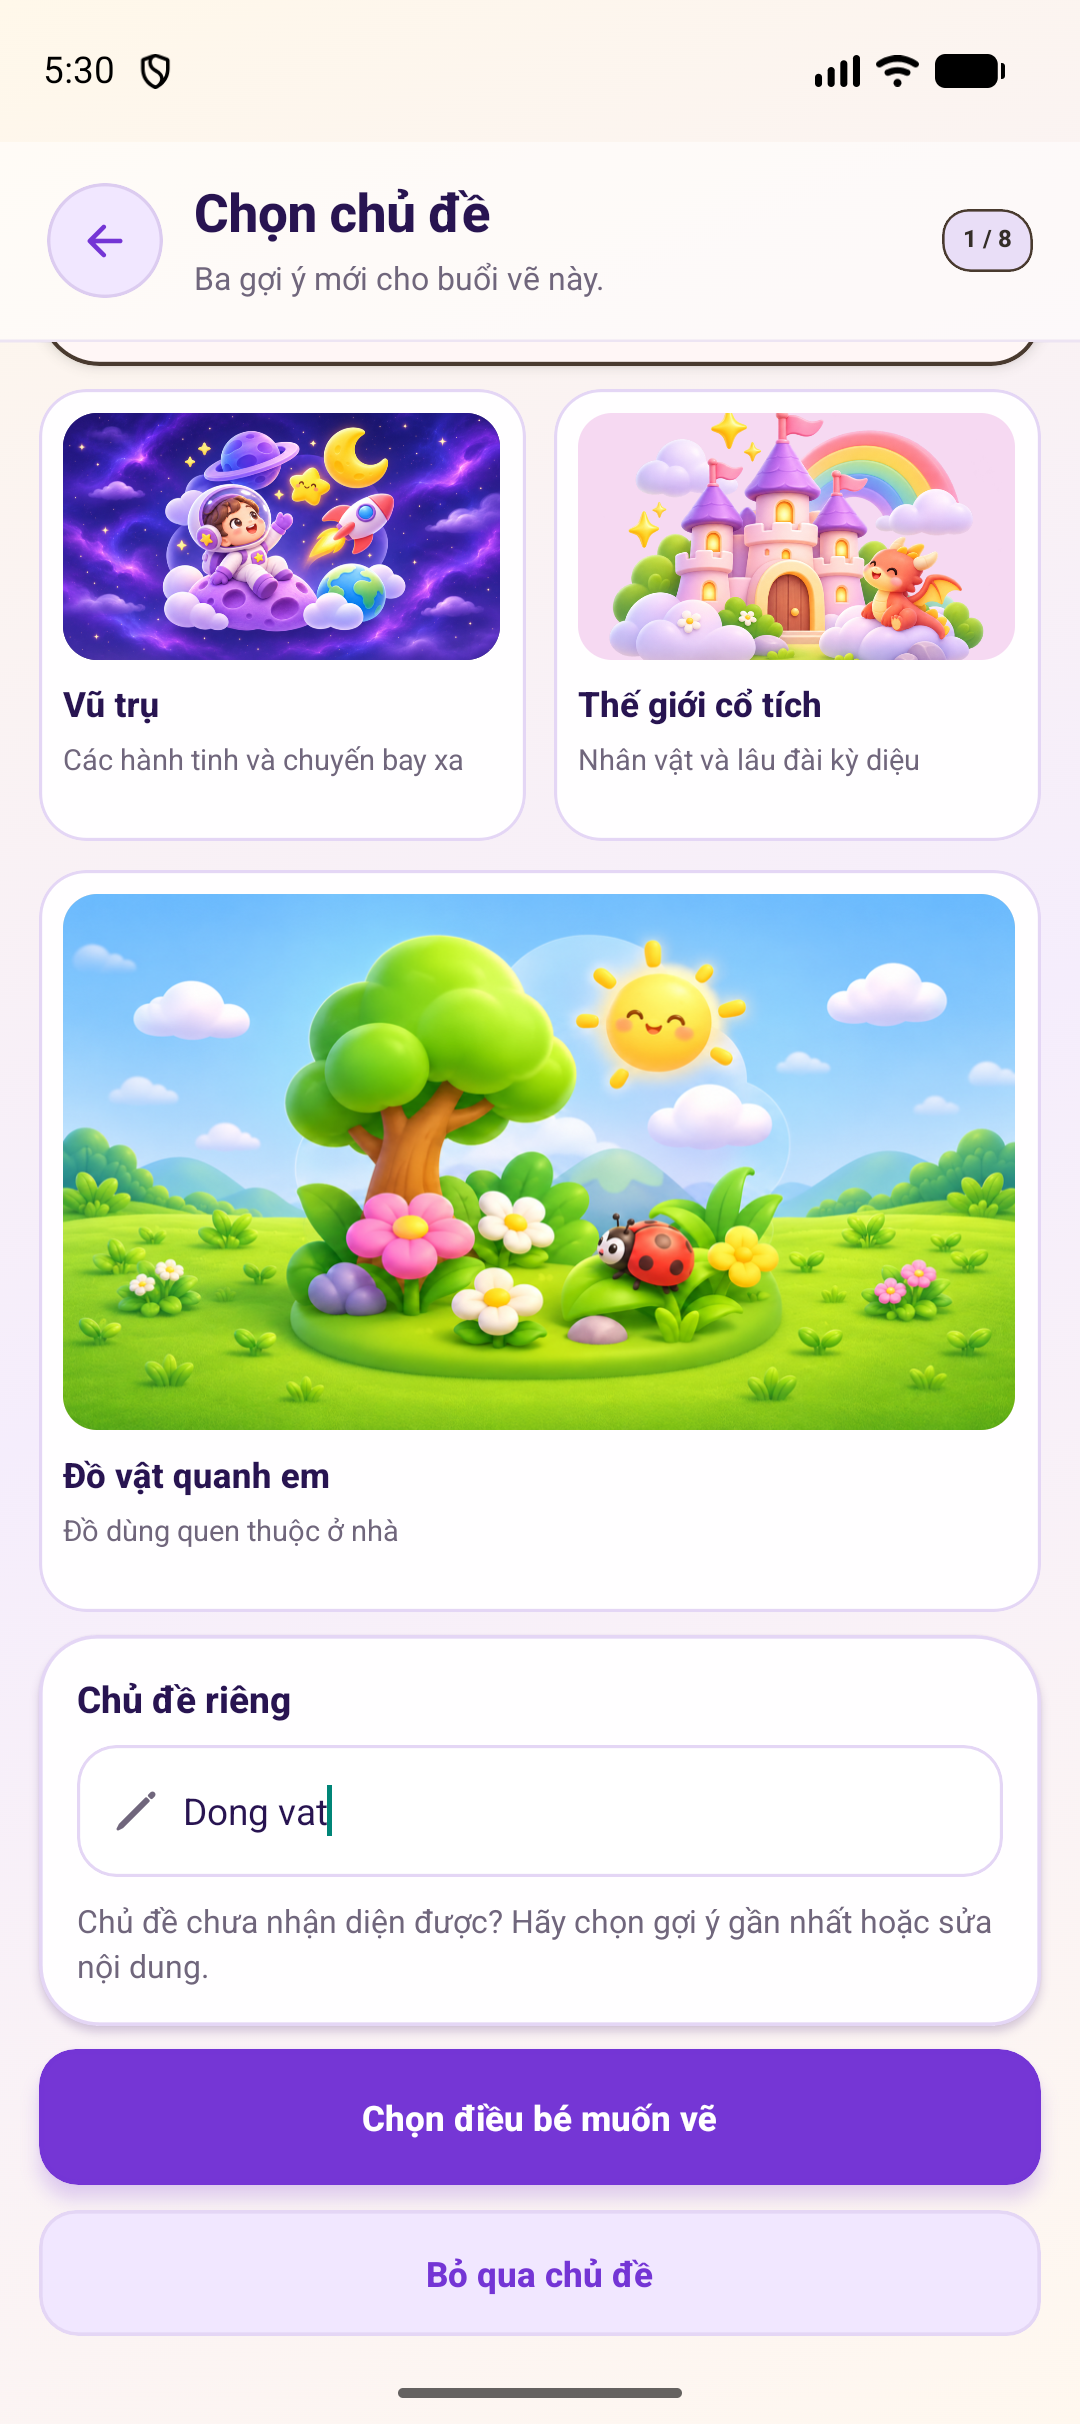 5:30
Chọn chủ đề
Ba gợi ý mới cho buổi vẽ này.
1 / 8
Vũ trụ
Các hành tinh và chuyến bay xa
Thế giới cổ tích
Nhân vật và lâu đài kỳ diệu
Đồ vật quanh em
Đồ dùng quen thuộc ở nhà
Chủ đề riêng
Dong vat
Chủ đề chưa nhận diện được? Hãy chọn gợi ý gần nhất hoặc sửa
nội dung.
Chọn điều bé muốn vẽ
Bỏ qua chủ đề